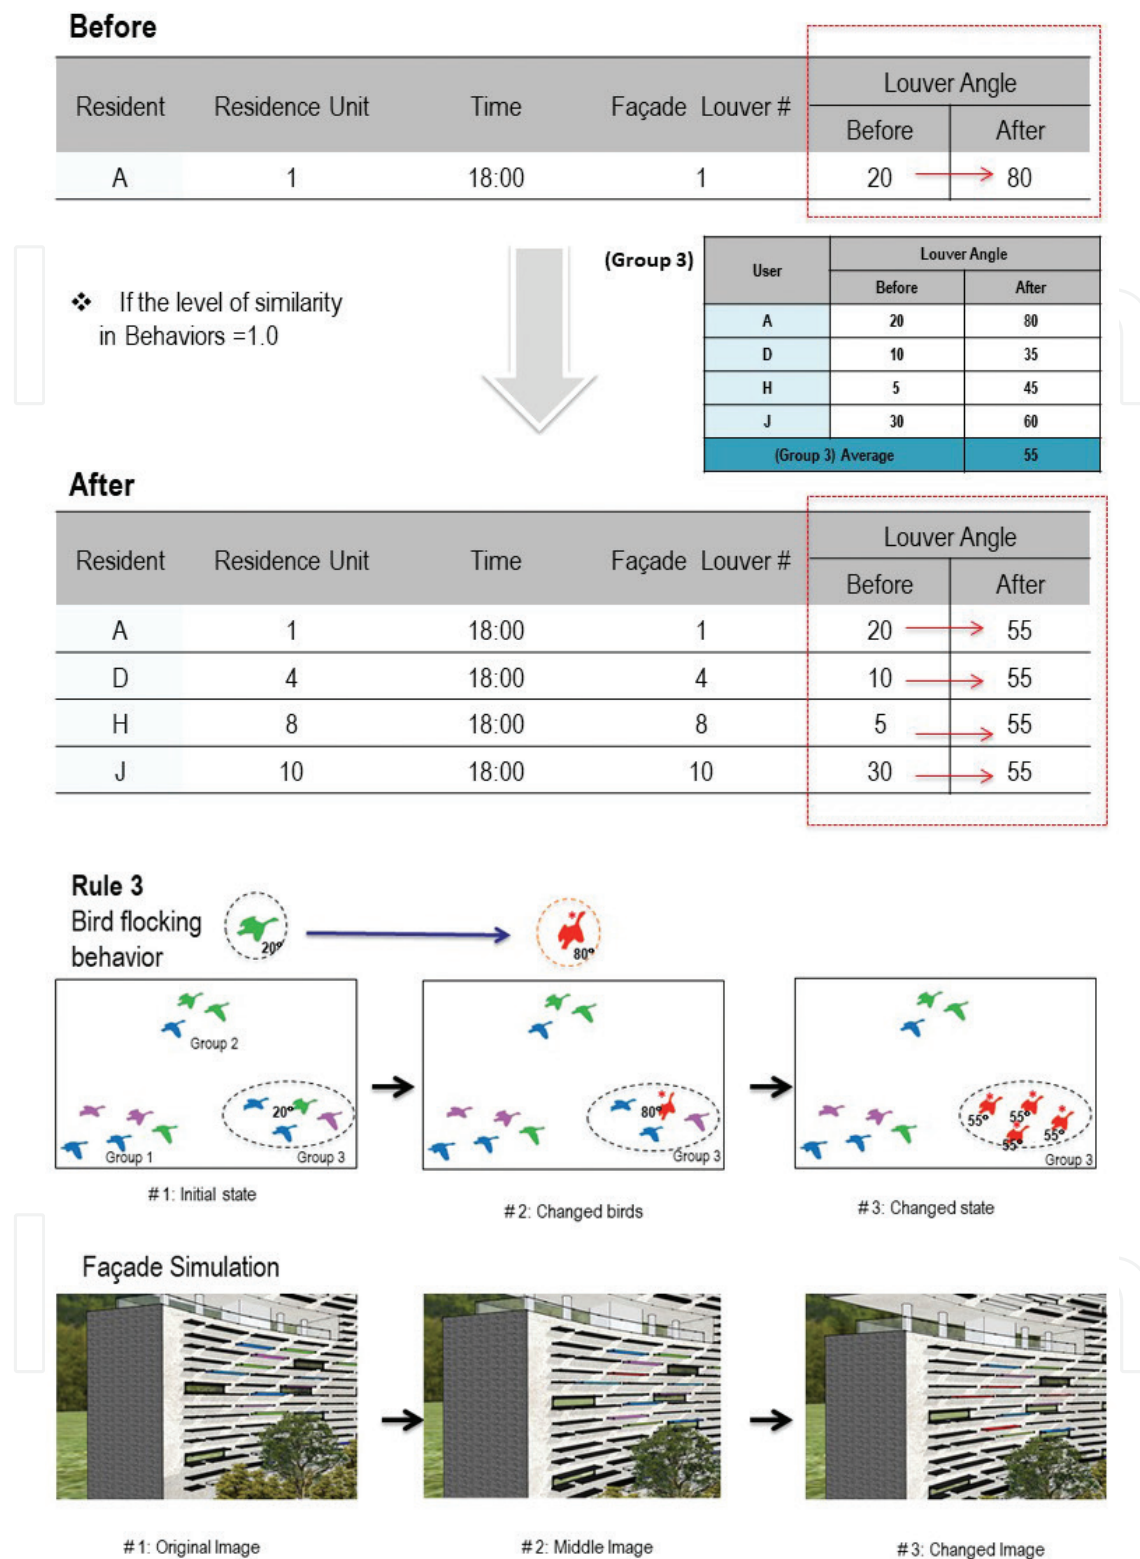 Before
Resident Residence Unit Time Façade Louver # Louver Angle
Before After
A 1 18:00 1 20 80
❖ If the level of similarity
in Behaviors =1.0
(Group 3)
User Louver Angle
Before After
A 20 80
D 10 35
H 5 45
J 30 60
(Group 3) Average 55
After
Resident Residence Unit Time Façade Louver # Louver Angle
Before After
A 1 18:00 1 20 55
D 4 18:00 4 10 55
H 8 18:00 8 5 55
J 10 18:00 10 30 55
Rule 3
Bird flocking
behavior
20°
80°
Group 2
20°
Group 1
Group 3
80°
Group 3
55° 55° 55° 55°
Group 3
#1: Initial state
#2: Changed birds
#3: Changed state
Façade Simulation
#1: Original Image
#2: Middle Image
#3: Changed Image